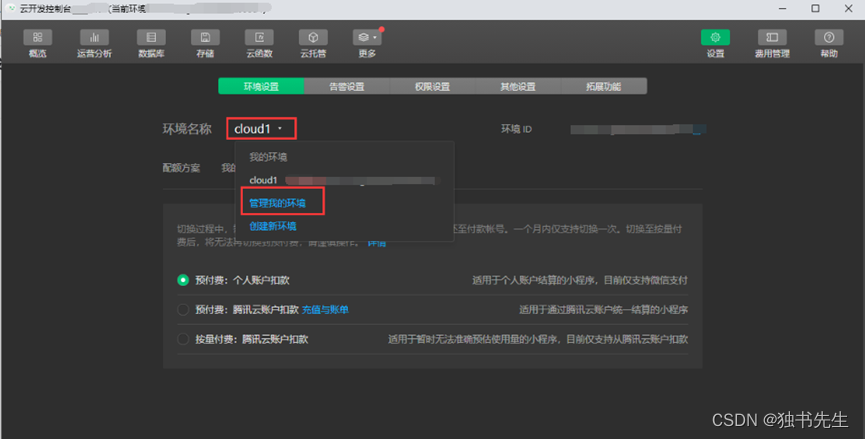 云开发控制台 (当前环境
概览 运营分析 数据库 存储 云函数 云托管 更多 设置 费用管理 帮助
环境设置 告警设置 权限设置 其他设置 拓展功能
环境名称 cloud1 环境 ID
配额方案 我的
我的环境
cloud1
管理我的环境
创建新环境
切换过程中, 还至付款帐号。一个月内仅支持切换一次。切换至按量付
费后，将无法再切换到预付费，请谨慎操作。 详情
预付费：个人账户扣款 适用于个人账户结算的小程序，目前仅支持微信支付
预付费：腾讯云账户扣款 充值与账单 适用于通过腾讯云账户统一结算的小程序
按量付费：腾讯云账户扣款 适用于暂时无法准确预估使用量的小程序，目前仅支持从腾讯云账户扣款
CSDN @独书先生